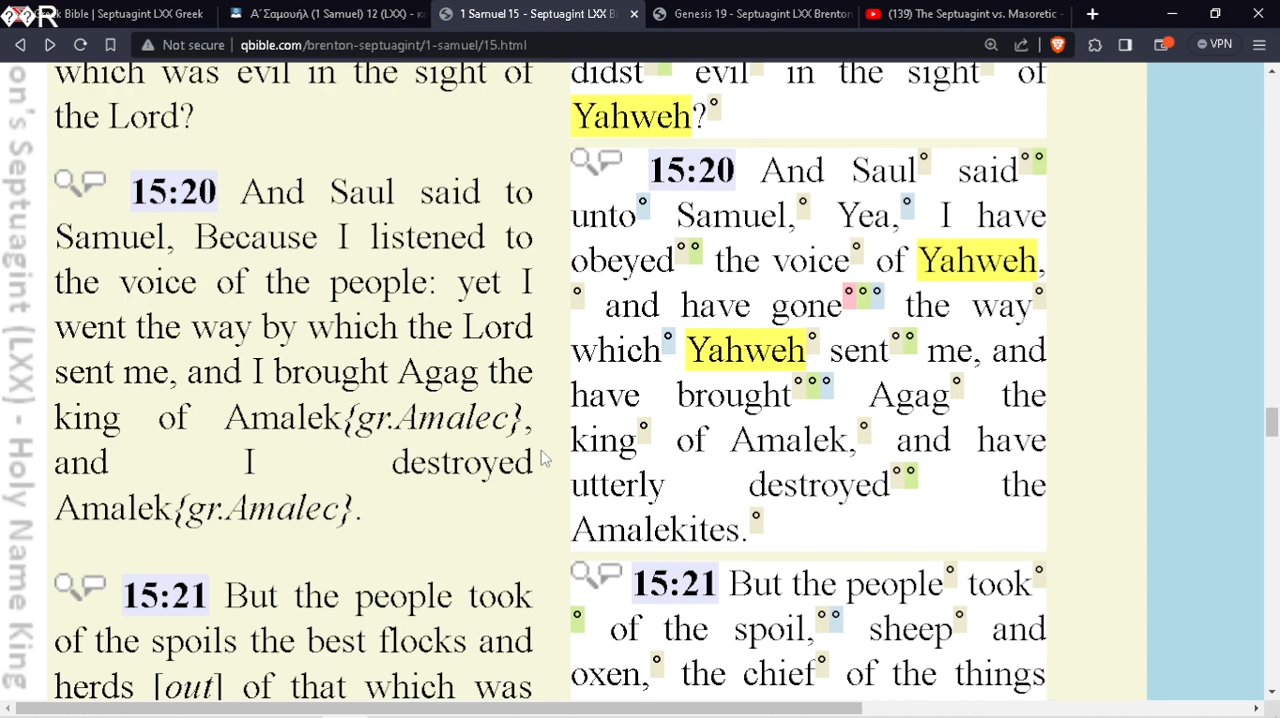 k Bible | Septuagint LXX Greek
Α΄ Σαμουήλ (1 Samuel) 12 (LXX) - κ
1 Samuel 15 - Septuagint LXX B
Genes
Septuagint LXX Brenton
(139) The Septuagint vs. Masoretic -
Not secure qbible.com/brenton-septuagint/1-samuel/15.html
VPN
on's Septuagint (LXX) - Holy Name King
which was evil in the sight of
the Lord?
15:20 And Saul said to
Samuel, Because I listened to
the voice of the people: yet I
went the way by which the Lord
sent me, and I brought Agag the
king of Amalek{gr.Amalec},
and I destroyed
Amalek{gr.Amalec}.
15:21 But the people took
of the spoils the best flocks and
herds [out] of that which was
didst° evil° in the sight° of
Yahweh?°
15:20 And Saul° said°°
unto° Samuel,° Yea,° I have
obeyed°° the voice° of Yahweh,
° and have gone°°° the way°
which° Yahweh° sent°° me, and
have brought°°° Agag° the
king° of Amalek,° and have
utterly destroyed°° the
Amalekites.°
15:21 But the people° took°
° of the spoil,°° sheep° and
oxen,° the chief° of the things